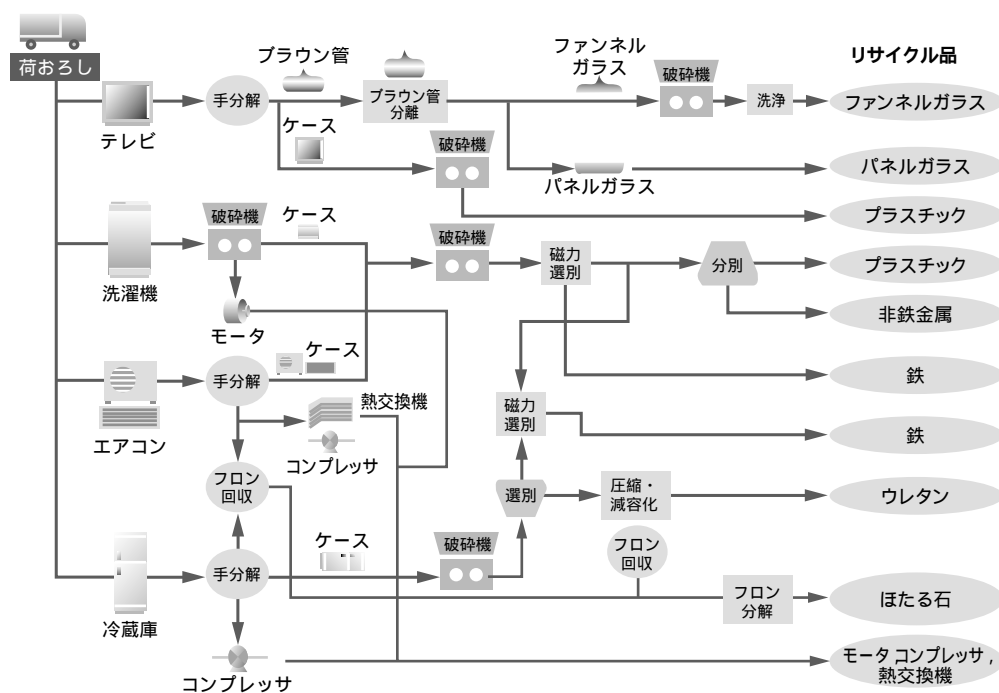 荷おろし
リサイクル品
テレビ
手分解
ブラウン管
ケース
ブラウン管
分離
ファンネル
ガラス
破砕機
洗浄
ファンネルガラス
破砕機
パネルガラス
パネルガラス
プラスチック
洗濯機
破砕機
ケース
モータ
破砕機
磁力
選別
分別
プラスチック
非鉄金属
鉄
エアコン
手分解
ケース
熱交換機
コンプレッサ
フロン
回収
磁力
選別
鉄
選別
圧縮・
減容化
ウレタン
冷蔵庫
手分解
ケース
破砕機
フロン
回収
フロン
分解
ほたる石
コンプレッサ
モータ コンプレッサ,
熱交換機